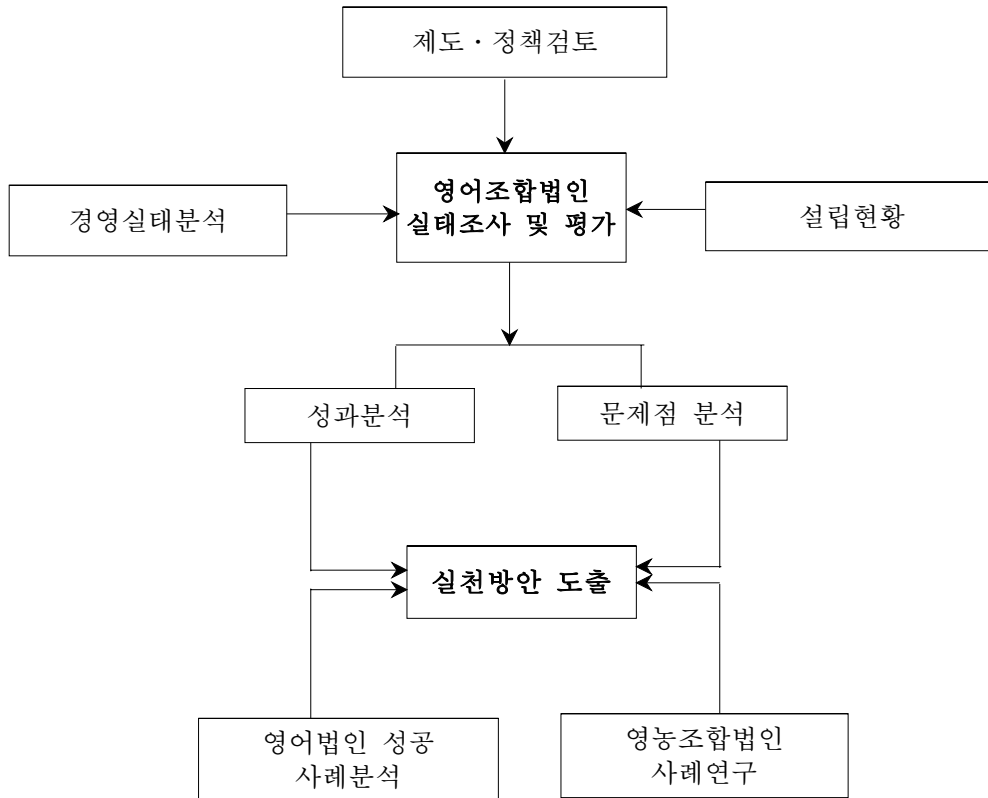 제도 · 정책검토
영어조합법인
실태조사 및 평가
경영실태분석
설립현황
성과분석
문제점 분석
실천방안 도출
영어법인 성공
사례분석
영농조합법인
사례연구